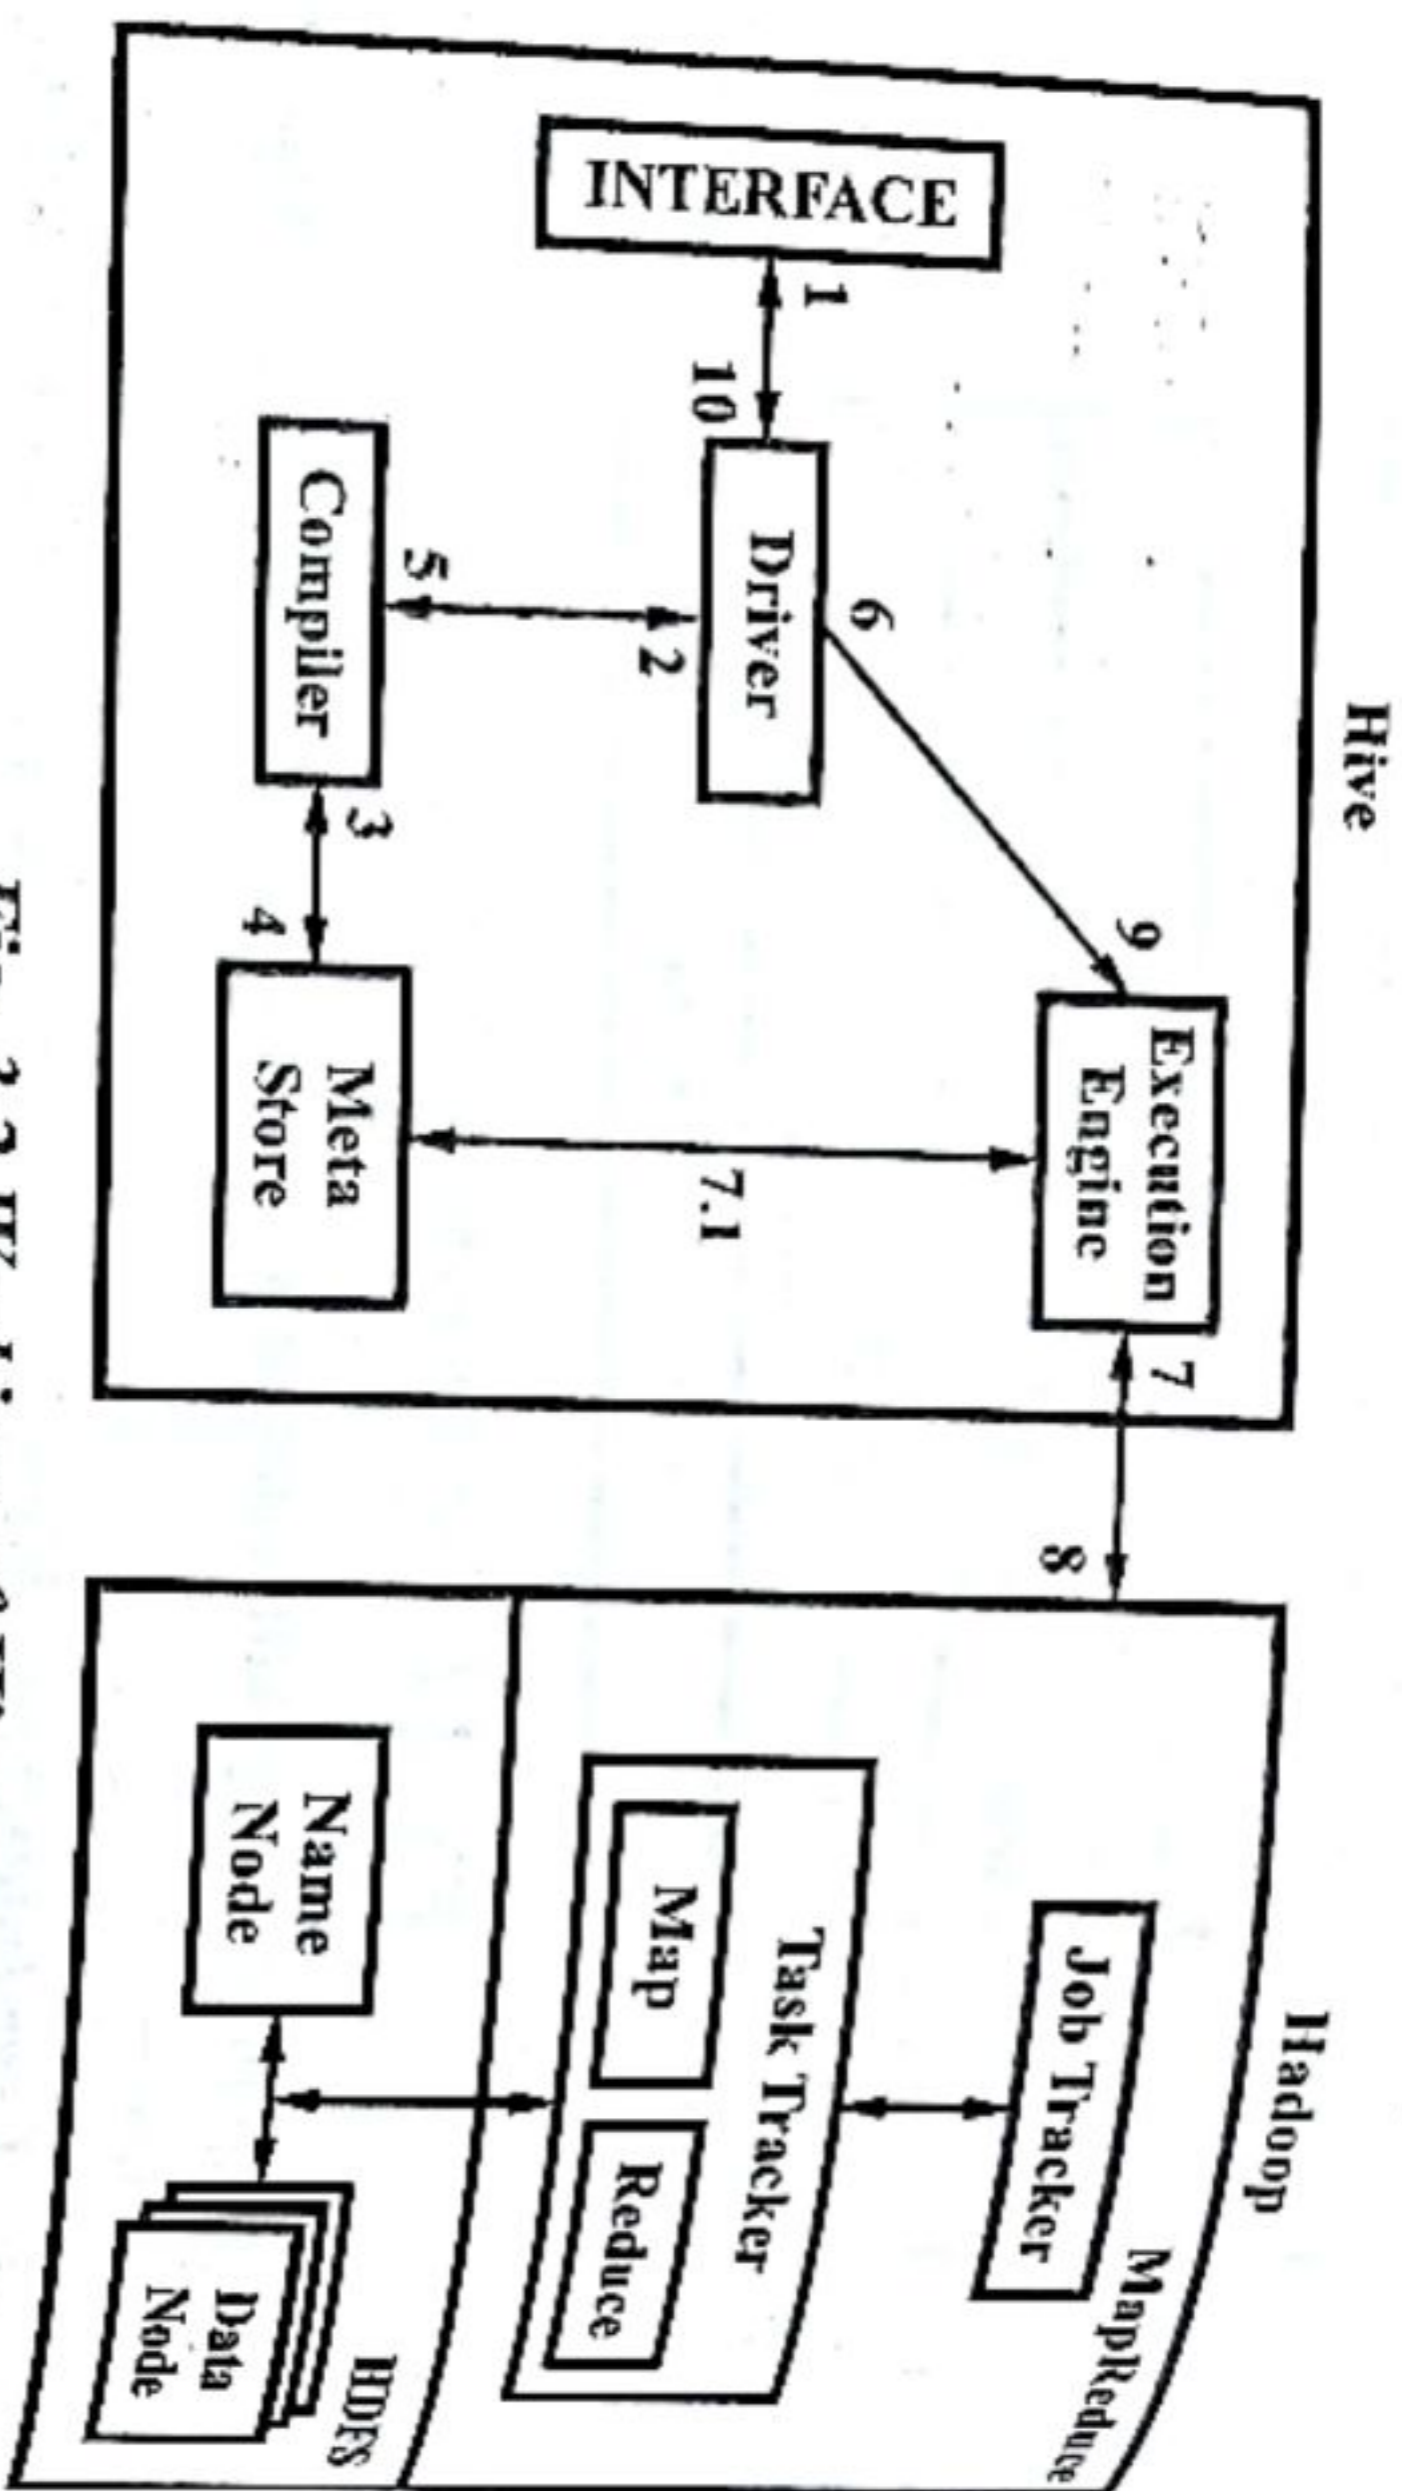 Hive
Hadoop
INTERFACE
1
10
Driver
6
9
Execution
Engine
7
8
5
2
7.1
Compiler
3
4
Meta
Store
Job Tracker
MapReduce
Task Tracker
Map
Reduce
Name
Node
HDFS
Data
Node